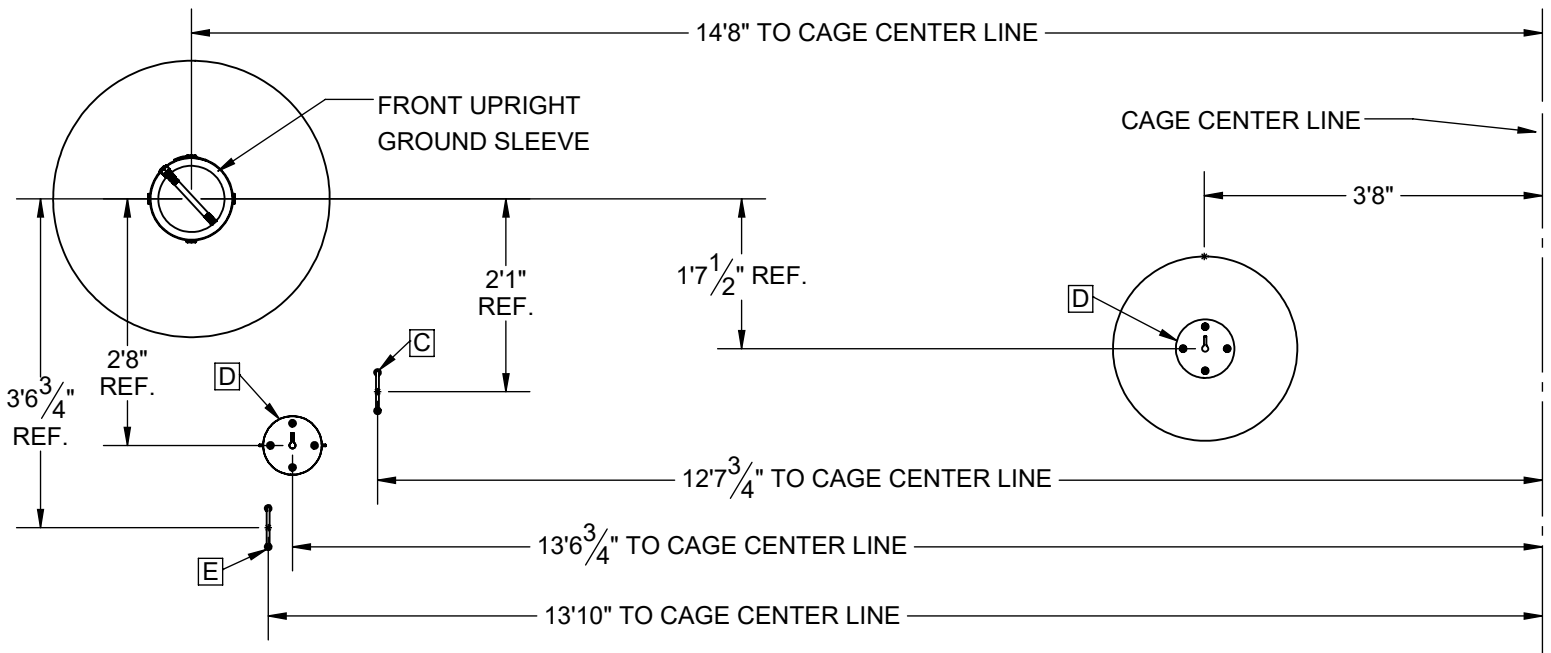 14'8" TO CAGE CENTER LINE
FRONT UPRIGHT
GROUND SLEEVE
CAGE CENTER LINE
3'8"
2'1"
REF.
1'7 1/2" REF.
D
C
2'8"
REF.
D
3'6 3/4"
REF.
12'7 3/4" TO CAGE CENTER LINE
13'6 3/4" TO CAGE CENTER LINE
E
13'10" TO CAGE CENTER LINE